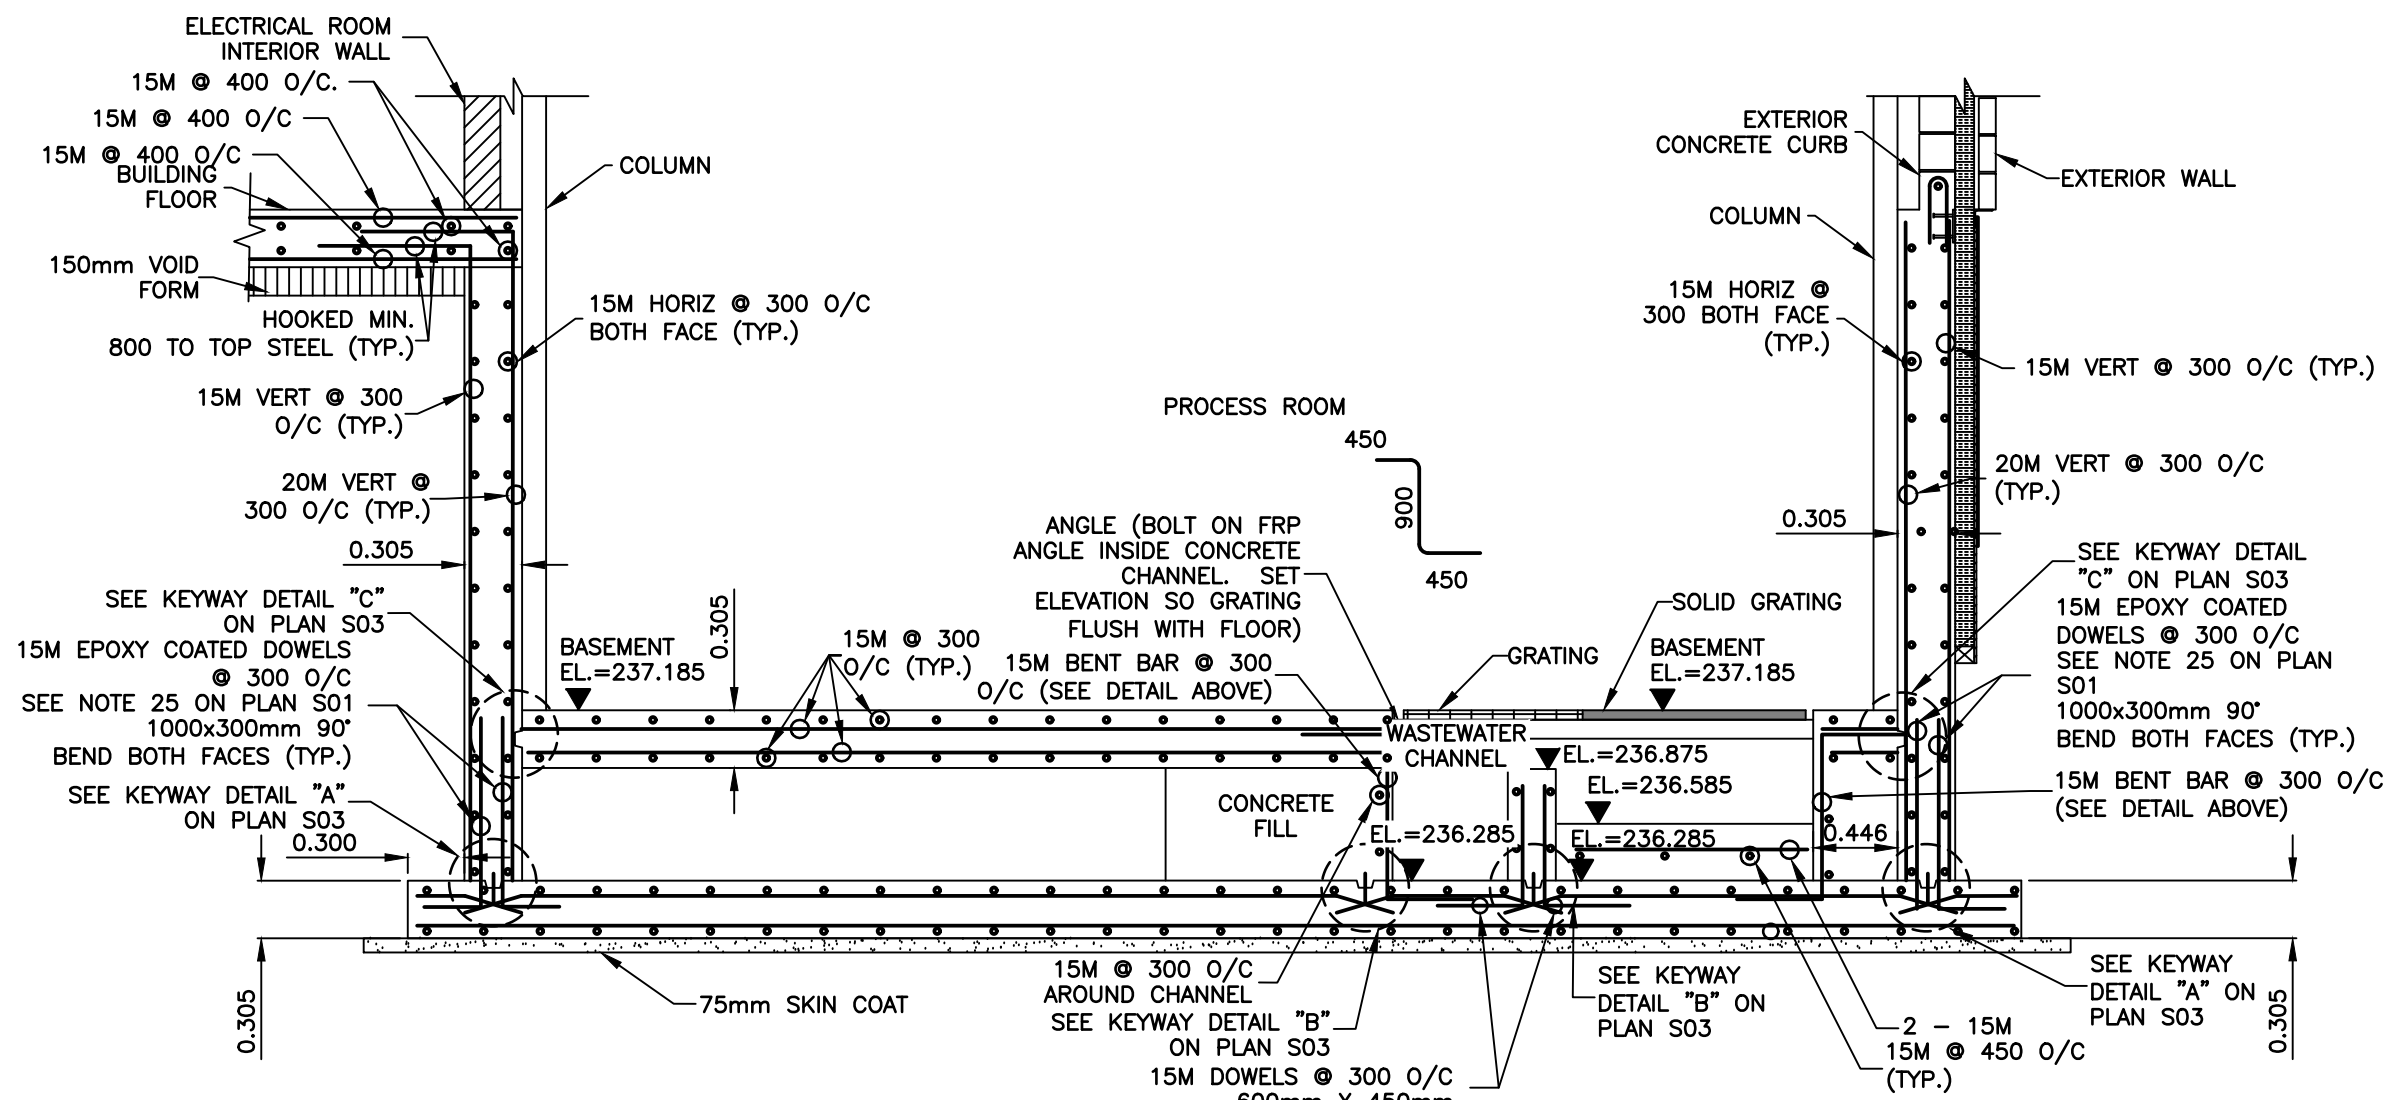 ELECTRICAL ROOM
INTERIOR WALL
15M @ 400 O/C.
15M @ 400 O/C
15M @ 400 O/C
BUILDING
FLOOR
150mm VOID
FORM
HOOKED MIN.
800 TO TOP STEEL (TYP.)
COLUMN
15M HORIZ @ 300 O/C
BOTH FACE (TYP.)
15M VERT @ 300
O/C (TYP.)
20M VERT @
300 O/C (TYP.)
0.305
SEE KEYWAY DETAIL "C"
ON PLAN S03
15M EPOXY COATED DOWELS
@ 300 O/C
SEE NOTE 25 ON PLAN S01
1000x300mm 90°
BEND BOTH FACES (TYP.)
SEE KEYWAY DETAIL "A"
ON PLAN S03
0.300
0.305
75mm SKIN COAT
BASEMENT
EL.=237.185
0.305
15M @ 300
O/C (TYP.)
PROCESS ROOM
450
900
450
ANGLE (BOLT ON FRP
ANGLE INSIDE CONCRETE
CHANNEL. SET
ELEVATION SO GRATING
FLUSH WITH FLOOR)
15M BENT BAR @ 300
O/C (SEE DETAIL ABOVE)
GRATING
SOLID GRATING
BASEMENT
EL.=237.185
WASTEWATER
CHANNEL
EL.=236.875
EL.=236.585
CONCRETE
FILL
EL.=236.285
EL.=236.285
0.446
15M @ 300 O/C
AROUND CHANNEL
SEE KEYWAY DETAIL "B"
ON PLAN S03
15M DOWELS @ 300 O/C
600mm X 450mm
SEE KEYWAY
DETAIL "B" ON
PLAN S03
2 - 15M
15M @ 450 O/C
(TYP.)
SEE KEYWAY
DETAIL "A" ON
PLAN S03
0.305
EXTERIOR
CONCRETE CURB
EXTERIOR WALL
COLUMN
15M HORIZ @
300 BOTH FACE
(TYP.)
15M VERT @ 300 O/C (TYP.)
20M VERT @ 300 O/C
(TYP.)
0.305
SEE KEYWAY DETAIL
"C" ON PLAN S03
15M EPOXY COATED
DOWELS @ 300 O/C
SEE NOTE 25 ON PLAN
S01
1000x300mm 90°
BEND BOTH FACES (TYP.)
15M BENT BAR @ 300 O/C
(SEE DETAIL ABOVE)